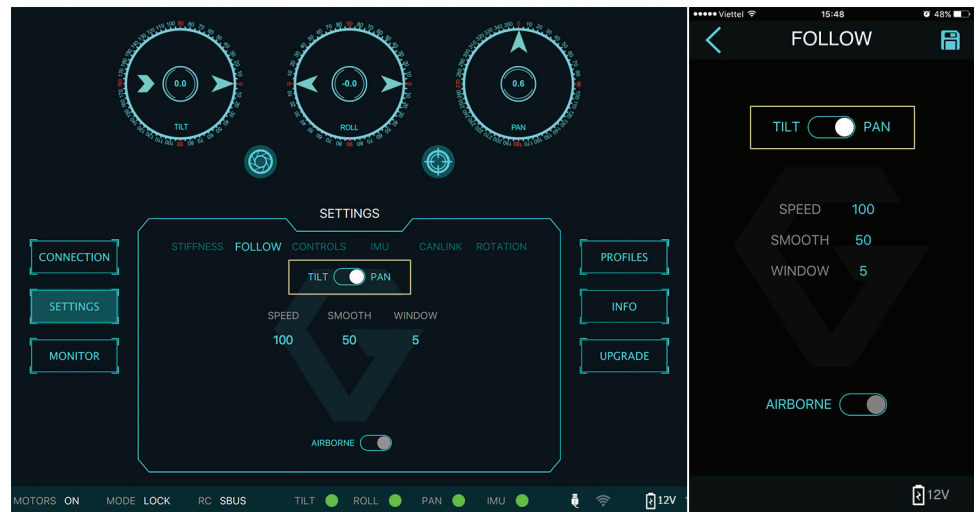 0.0
TILT
-0.0
ROLL
0.6
PAN
SETTINGS
STIFFNESS FOLLOW CONTROLS IMU CANLINK ROTATION
TILT PAN
SPEED SMOOTH WINDOW
100 50 5
AIRBORNE
CONNECTION
SETTINGS
MONITOR
PROFILES
INFO
UPGRADE
MOTORS ON MODE LOCK RC SBUS TILT ROLL PAN IMU 12V
Viettel 15:48 48%
FOLLOW
TILT PAN
SPEED 100
SMOOTH 50
WINDOW 5
AIRBORNE
12V